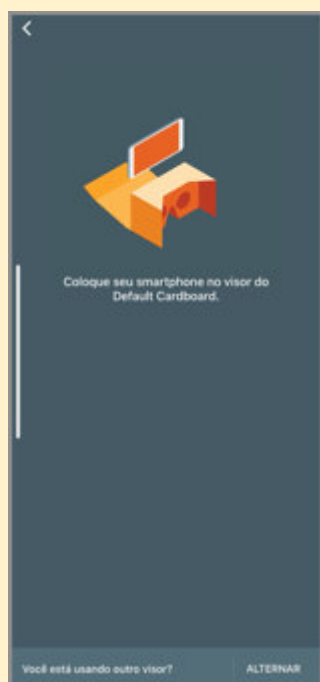 Coloque seu smartphone no visor do
Default Cardboard.
Você está usando outro visor? ALTERNAR